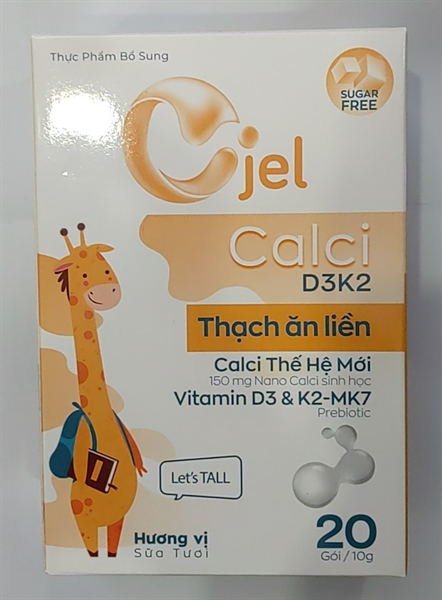 Thực Phẩm Bổ Sung
SUGAR
FREE
Cjel
Calci
D3K2
Thạch ăn liền
Calci Thế Hệ Mới
150 mg Nano Calci sinh học
Vitamin D3 & K2-MK7
Prebiotic
Let's TALL
Hương vị
Sữa Tươi
20
Gói / 10g